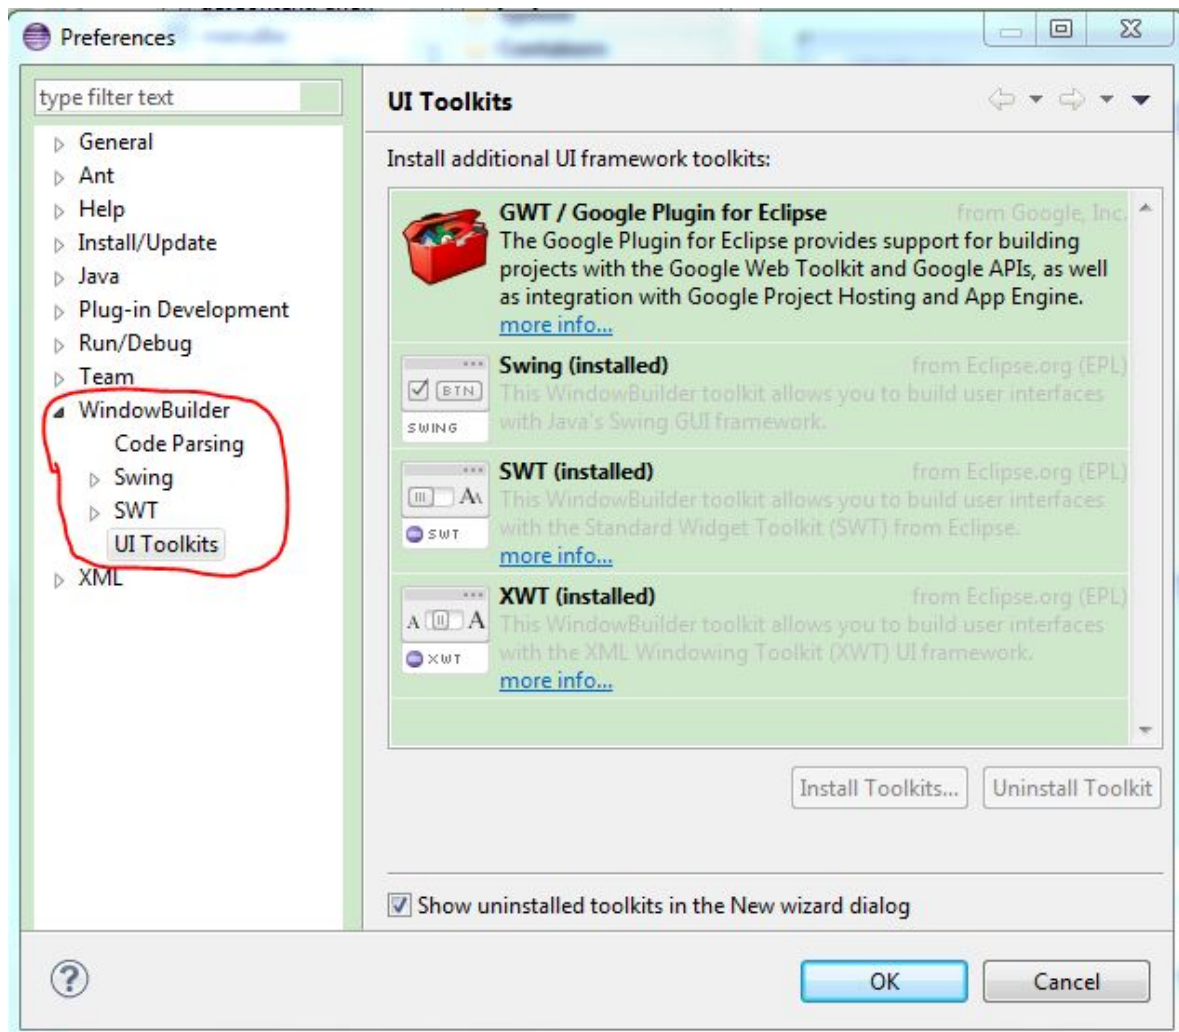 Preferences
type filter text
General
Ant
Help
Install/Update
Java
Plug-in Development
Run/Debug
Team
WindowBuilder
Code Parsing
Swing
SWT
UI Toolkits
XML
UI Toolkits
Install additional UI framework toolkits:
GWT / Google Plugin for Eclipse from Google, Inc.
The Google Plugin for Eclipse provides support for building
projects with the Google Web Toolkit and Google APIs, as well
as integration with Google Project Hosting and App Engine.
more info...
Swing (installed) from Eclipse.org (EPL)
This WindowBuilder toolkit allows you to build user interfaces
with Java's Swing GUI framework.
BTN
SWING
SWT (installed) from Eclipse.org (EPL)
This WindowBuilder toolkit allows you to build user interfaces
with the Standard Widget Toolkit (SWT) from Eclipse.
more info...
AA
SWT
XWT (installed) from Eclipse.org (EPL)
This WindowBuilder toolkit allows you to build user interfaces
with the XML Windowing Toolkit (XWT) UI framework.
more info...
A A
XWT
Install Toolkits... Uninstall Toolkit
Show uninstalled toolkits in the New wizard dialog
? OK Cancel